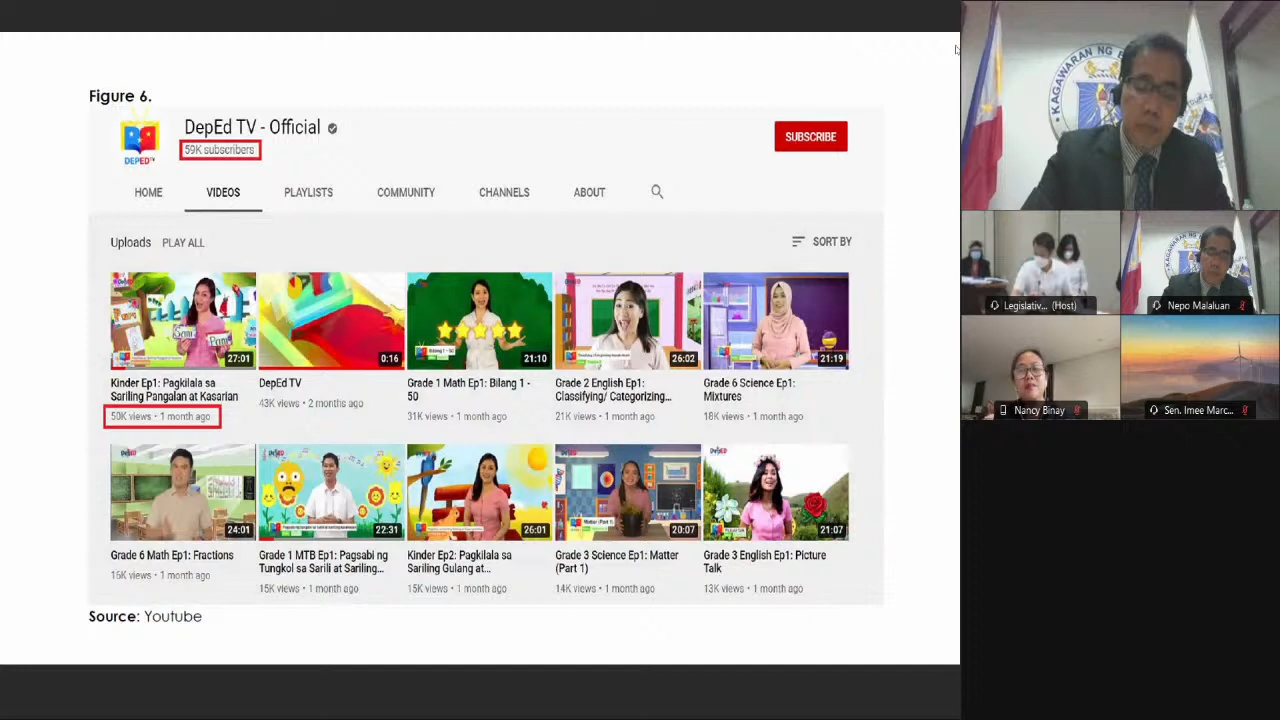 Figure 6.
DepEd TV - Official
59K subscribers
SUBSCRIBE
DEPED TV
HOME VIDEOS PLAYLISTS COMMUNITY CHANNELS ABOUT
Uploads PLAY ALL SORT BY
27:01 0:16 21:10 26:02 21:19
Kinder Ep1: Pagkilala sa
Sariling Pangalan at Kasarian
50K views • 1 month ago
DepEd TV
43K views • 2 months ago
Grade 1 Math Ep1: Bilang 1 -
50
31K views • 1 month ago
Grade 2 English Ep1:
Classifying/ Categorizing...
21K views • 1 month ago
Grade 6 Science Ep1:
Mixtures
18K views • 1 month ago
24:01 22:31 26:01 20:07 21:07
Grade 6 Math Ep1: Fractions
16K views • 1 month ago
Grade 1 MTB Ep1: Pagsabi ng
Tungkol sa Sarili at Sariling...
15K views • 1 month ago
Kinder Ep2: Pagkilala sa
Sariling Gulang at...
15K views • 1 month ago
Grade 3 Science Ep1: Matter
(Part 1)
14K views • 1 month ago
Grade 3 English Ep1: Picture
Talk
13K views • 1 month ago
Source: Youtube
KAGAWARAN NG
Legislativ... (Host)
Nepo Malaluan
Nancy Binay
Sen. Imee Marc...